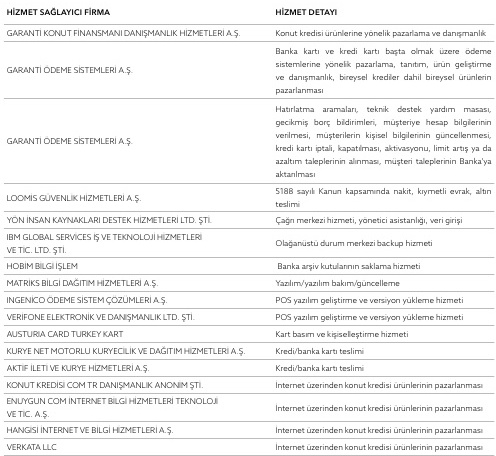 HİZMET SAĞLAYICI FİRMA HİZMET DETAYI
GARANTİ KONUT FİNANSMANI DANIŞMANLIK HİZMETLERİ A.Ş. Konut kredisi ürünlerine yönelik pazarlama ve danışmanlık
GARANTİ ÖDEME SİSTEMLERİ A.Ş. Banka kartı ve kredi kartı başta olmak üzere ödeme
sistemlerine yönelik pazarlama, tanıtım, ürün geliştirme
ve danışmanlık, bireysel krediler dahil bireysel ürünlerin
pazarlanması
GARANTİ ÖDEME SİSTEMLERİ A.Ş. Hatırlatma aramaları, teknik destek yardım masası,
gecikmiş borç bildirimleri, müşteriye hesap bilgilerinin
verilmesi, müşterilerin kişisel bilgilerinin güncellenmesi,
kredi kartı iptali, kapatılması, aktivasyonu, limit artış ya da
azaltım taleplerinin alınması, müşteri taleplerinin Banka'ya
aktarılması
LOOMIS GÜVENLİK HİZMETLERİ A.Ş. 5188 sayılı Kanun kapsamında nakit, kıymetli evrak, altın
teslimi
YÖN İNSAN KAYNAKLARI DESTEK HİZMETLERİ LTD. ŞTİ. Çağrı merkezi hizmeti, yönetici asistanlığı, veri girişi
IBM GLOBAL SERVICES İŞ VE TEKNOLOJİ HİZMETLERİ
VE TİC. LTD. ŞTİ. Olağanüstü durum merkezi backup hizmeti
HOBİM BİLGİ İŞLEM Banka arşiv kutularının saklama hizmeti
MATRİKS BİLGİ DAĞITIM HİZMETLERİ A.Ş. Yazılım/yazılım bakım/güncelleme
INGENICO ÖDEME SİSTEM ÇÖZÜMLERİ A.Ş. POS yazılım geliştirme ve versiyon yükleme hizmeti
VERİFONE ELEKTRONİK VE DANIŞMANLIK LTD. ŞTİ. POS yazılım geliştirme ve versiyon yükleme hizmeti
AUSTURIA CARD TURKEY KART Kart basım ve kişiselleştirme hizmeti
KURYE NET MOTORLU KURYECİLİK VE DAĞITIM HİZMETLERİ A.Ş. Kredi/banka kartı teslimi
AKTİF İLETİ VE KURYE HİZMETLERİ A.Ş. Kredi/banka kartı teslimi
KONUT KREDİSİ COM TR DANIŞMANLIK ANONİM ŞTİ. İnternet üzerinden konut kredisi ürünlerinin pazarlanması
ENUYGUN COM İNTERNET BİLGİ HİZMETLERİ TEKNOLOJİ
VE TİC. A.Ş. İnternet üzerinden konut kredisi ürünlerinin pazarlanması
HANGİSİ İNTERNET VE BİLGİ HİZMETLERİ A.Ş. İnternet üzerinden konut kredisi ürünlerinin pazarlanması
VERKATA LLC İnternet üzerinden konut kredisi ürünlerinin pazarlanması